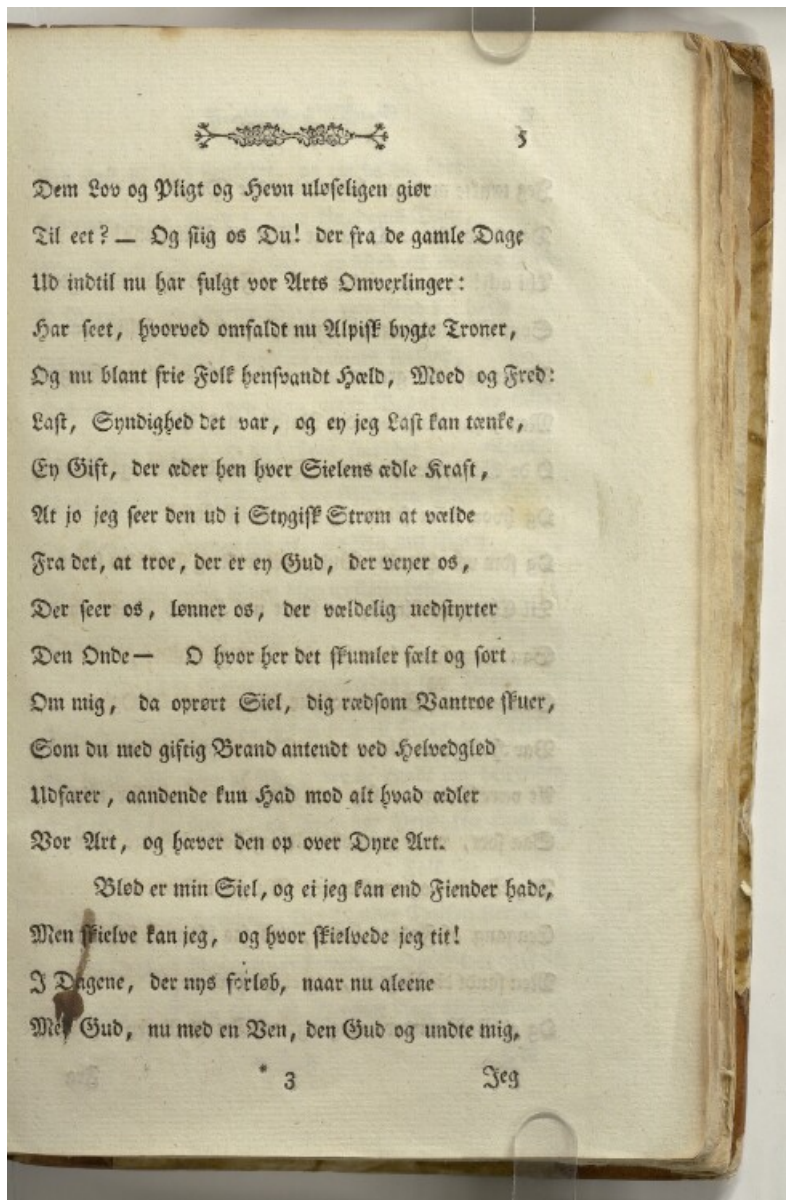 5
Dem Lov og Pligt og Hevn uløseligen giør
Til eet? — Og stig os Du! der fra de gamle Dage
Ud indtil nu har fulgt vor Arts Omvexlinger:
Har seet, hvorved omfaldt nu Alpisk bygte Troner,
Og nu blant frie Folk hensvandt Hæld, Moed og Fred:
Last, Syndighed det var, og ey jeg Last kan tænke,
Ey Gift, der æder hen hver Sielens ædle Kraft,
At jo jeg seer den ud i Stygisk Strøm at vælde
Fra det, at troe, der er ey Gud, der veyer os,
Der seer os, lønner os, der vældelig nedstyrter
Den Onde — O hvor her det skumler fælt og sort
Om mig, da oprørt Siel, dig rædsom Vantroe skuer,
Som du med giftig Brand antendt ved Helvedglød
Udfarer, aandende kun Had mod alt hvad ædler
Vor Art, og hæver den op over Dyre Art.
Blød er min Siel, og ei jeg kan end Fiender hade,
Men skielve kan jeg, og hvor skielvede jeg tit!
I Dagene, der nys forløb, naar nu aleene
Med Gud, nu med en Ven, den Gud og undte mig,
* 3 Jeg